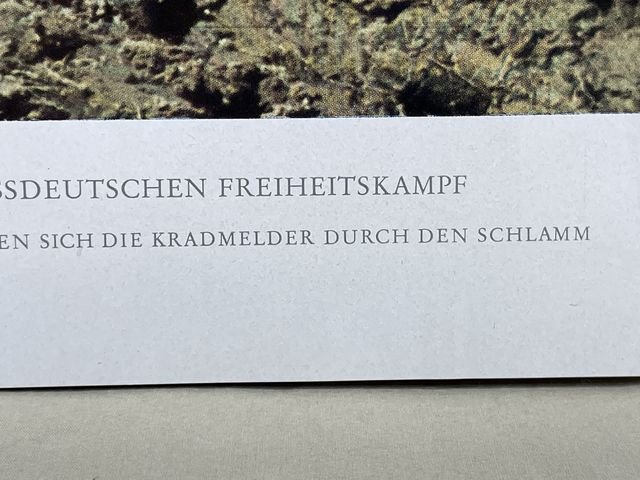 SSDEUTSCHEN FREIHEITSKAMPF
EN SICH DIE KRADMELDER DURCH DEN SCHLAMM